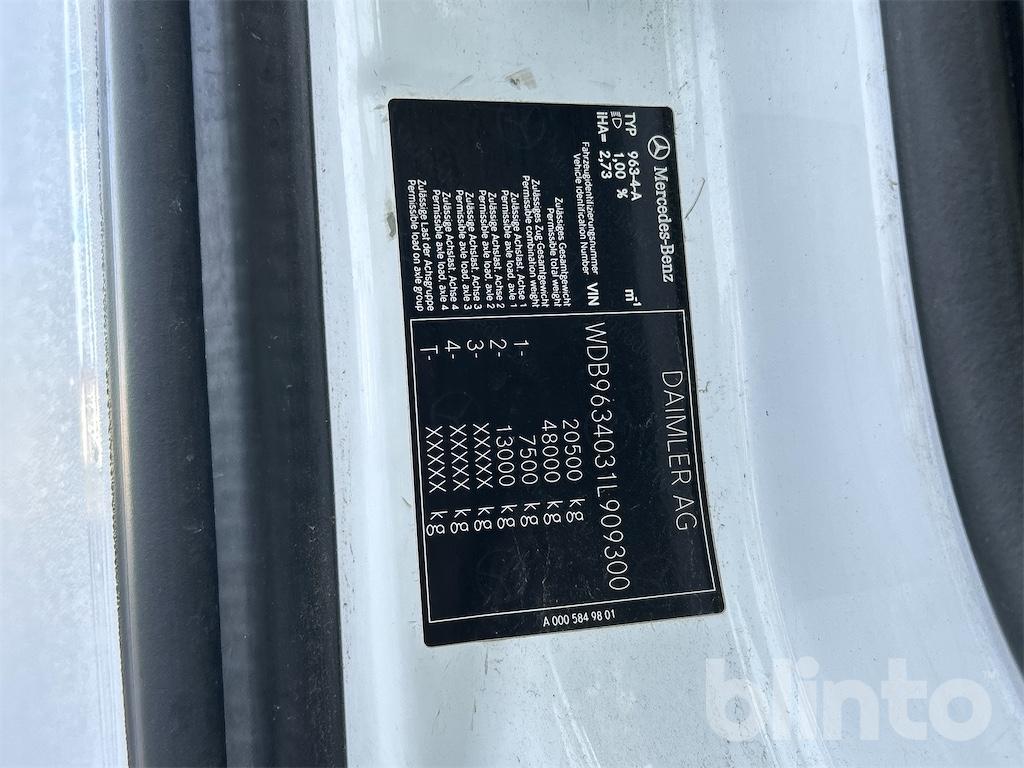 Mercedes-Benz
DAIMLER AG
TYP 963-4-A
1,00 % m⁻¹
iHA= 2,73
Fahrzeugidentifizierungsnummer
Vehicle Identification Number VIN WDB9634031L909300
Zulässiges Gesamtgewicht
Permissible total weight 20500 kg
Zulässiges Zug-Gesamtgewicht
Permissible combination weight 48000 kg
Zulässige Achslast. Achse 1
Permissible axle load, axle 1 1- 7500 kg
Zulässige Achslast. Achse 2
Permissible axle load, axle 2 2- 13000 kg
Zulässige Achslast. Achse 3
Permissible axle load, axle 3 3- XXXXX kg
Zulässige Achslast. Achse 4
Permissible axle load, axle 4 4- XXXXX kg
Zulässige Last der Achsgruppe
Permissible load on axle group T- XXXXX kg
A 000 584 98 01
blinto